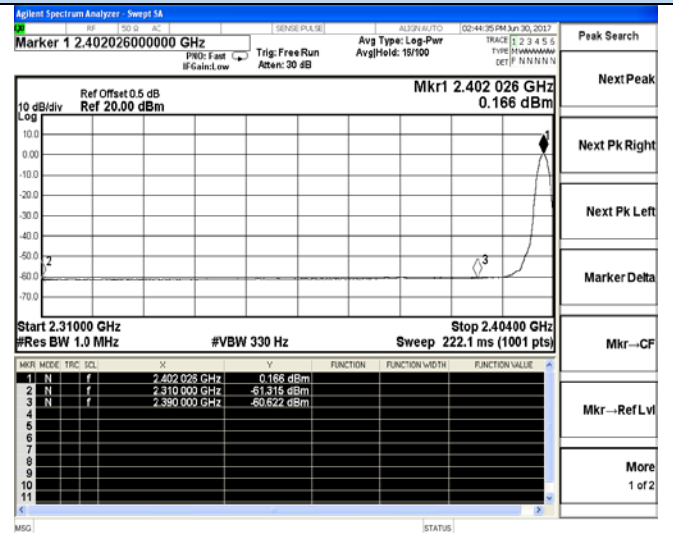 Agilent Spectrum Analyzer - Swept SA
RF 50 Ω AC SENSE:PULSE ALIGN AUTO 02:44:35 PM Jun 30, 2017
Marker 1 2.402026000000 GHz
PNO: Fast
IFGain:Low
Trig: Free Run
Atten: 30 dB
Avg Type: Log-Pwr
Avg|Hold: 15/100
TRACE 1 2 3 4 5 6
TYPE MWWWWW
DET P N N N N N
Peak Search
Ref Offset 0.5 dB
10 dB/div Ref 20.00 dBm
Log
Mkr1 2.402 026 GHz
0.166 dBm
10.0
0.00
-10.0
-20.0
-30.0
-40.0
-50.0
-60.0
-70.0
1
2
3
Start 2.31000 GHz Stop 2.40400 GHz
#Res BW 1.0 MHz #VBW 330 Hz Sweep 222.1 ms (1001 pts)
MKR MODE TRC SCL X Y FUNCTION FUNCTION WIDTH FUNCTION VALUE
1 N f 2.402 026 GHz 0.166 dBm
2 N f 2.310 000 GHz -61.315 dBm
3 N f 2.390 000 GHz -60.622 dBm
4
5
6
7
8
9
10
11
Next Peak
Next Pk Right
Next Pk Left
Marker Delta
Mkr→CF
Mkr→Ref Lvl
More
1 of 2
MSG STATUS